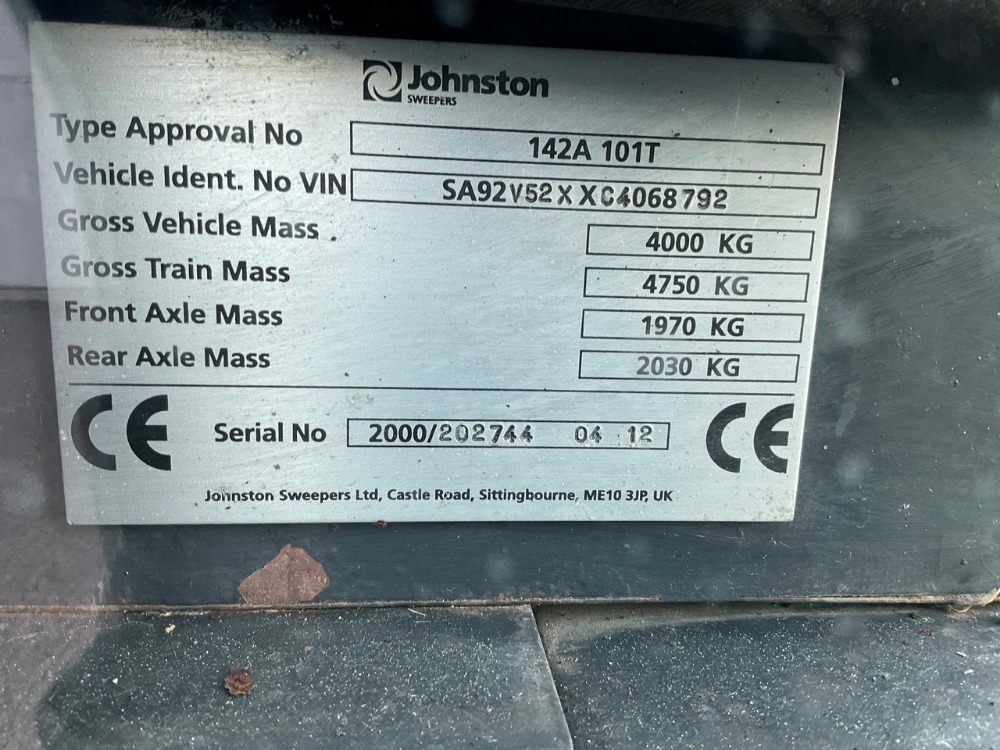 Johnston
SWEEPERS
Type Approval No 142A 101T
Vehicle Ident. No VIN SA92V52XXC4068792
Gross Vehicle Mass 4000 KG
Gross Train Mass 4750 KG
Front Axle Mass 1970 KG
Rear Axle Mass 2030 KG
CE Serial No 2000/202744 04 12 CE
Johnston Sweepers Ltd, Castle Road, Sittingbourne, ME10 3JP, UK